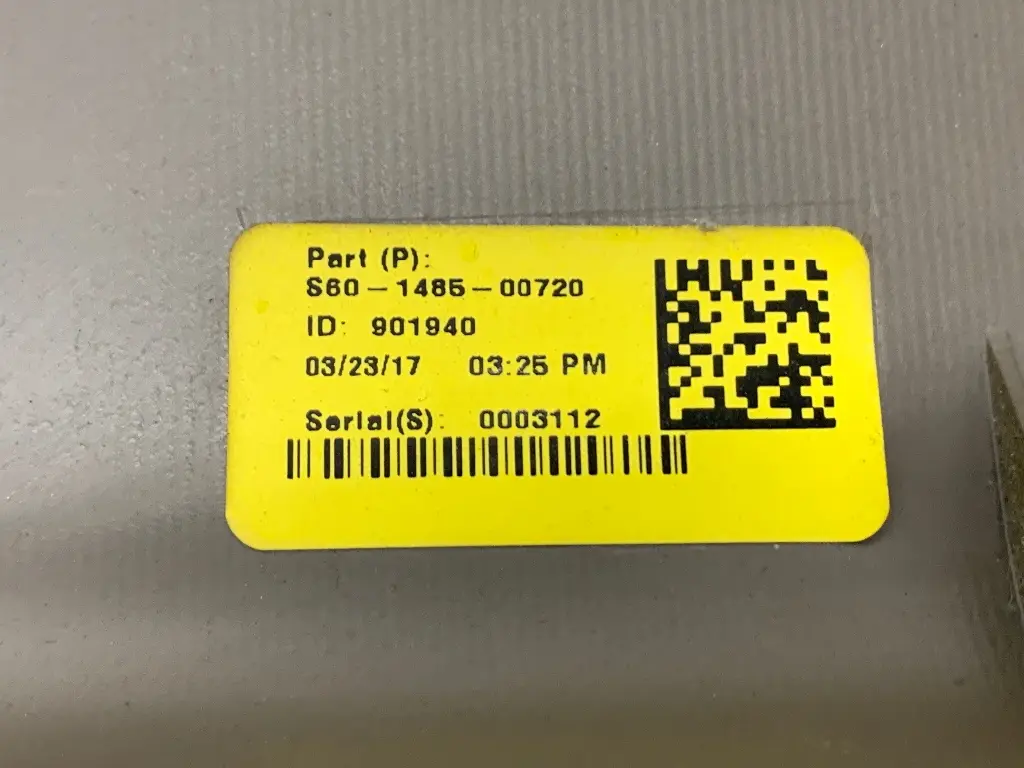 Part (P):
S60-1485-00720
ID: 901940
03/23/17 03:25 PM
Serial(S): 0003112